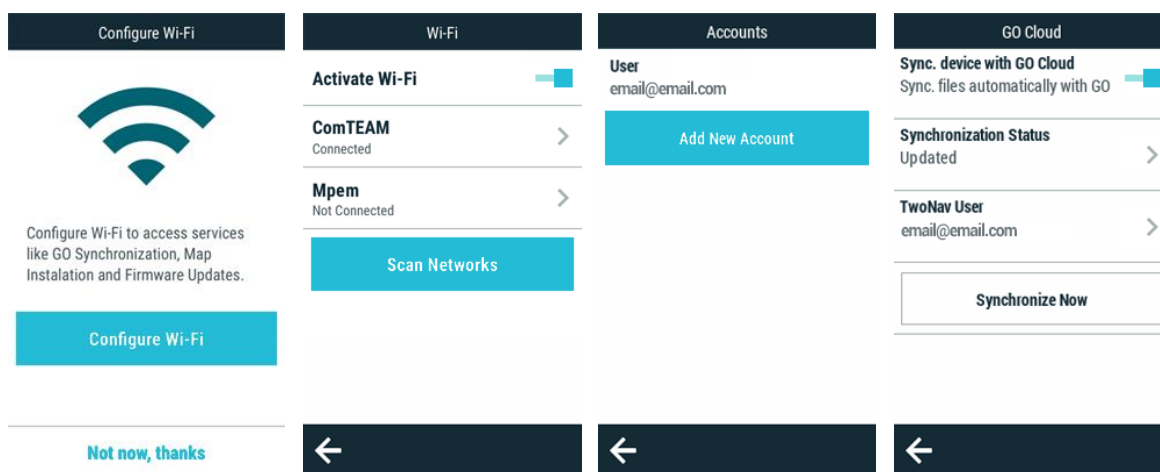 Configure Wi-Fi
Configure Wi-Fi to access services
like GO Synchronization, Map
Instalation and Firmware Updates.
Configure Wi-Fi
Not now, thanks
Wi-Fi
Activate Wi-Fi
ComTEAM
Connected
Mpem
Not Connected
Scan Networks
Accounts
User
email@email.com
Add New Account
GO Cloud
Sync. device with GO Cloud
Sync. files automatically with GO
Synchronization Status
Updated
TwoNav User
email@email.com
Synchronize Now